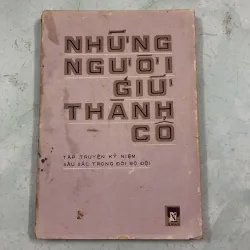 NHỮNG
NGƯỜI
GIỮ
THÀNH
CỔ
TẬP TRUYỆN KỶ NIỆM
SÂU SẮC TRONG ĐỜI BỘ ĐỘI